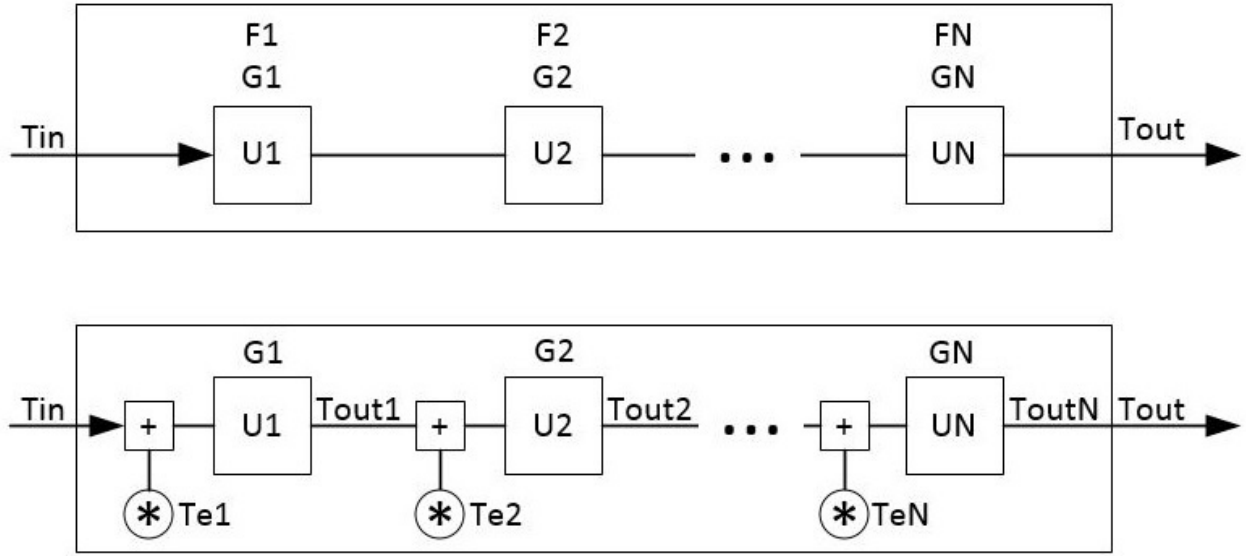 F1 F2 FN
G1 G2 GN
Tin U1 U2 ... UN Tout
G1 G2 GN
Tin + U1 Tout1 + U2 Tout2 ... + UN ToutN Tout
* Te1 * Te2 * TeN